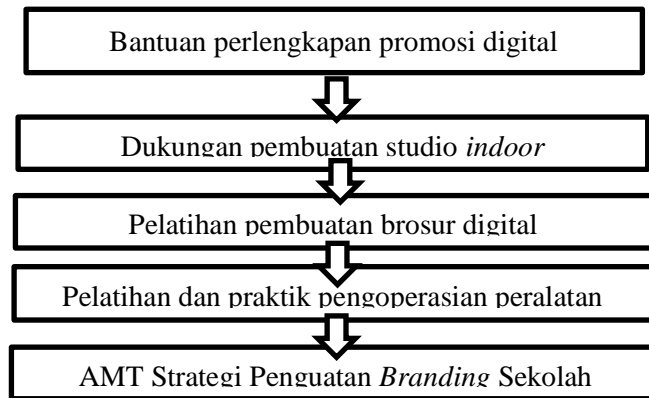 Bantuan perlengkapan promosi digital
Dukungan pembuatan studio indoor
Pelatihan pembuatan brosur digital
Pelatihan dan praktik pengoperasian peralatan
AMT Strategi Penguatan Branding Sekolah